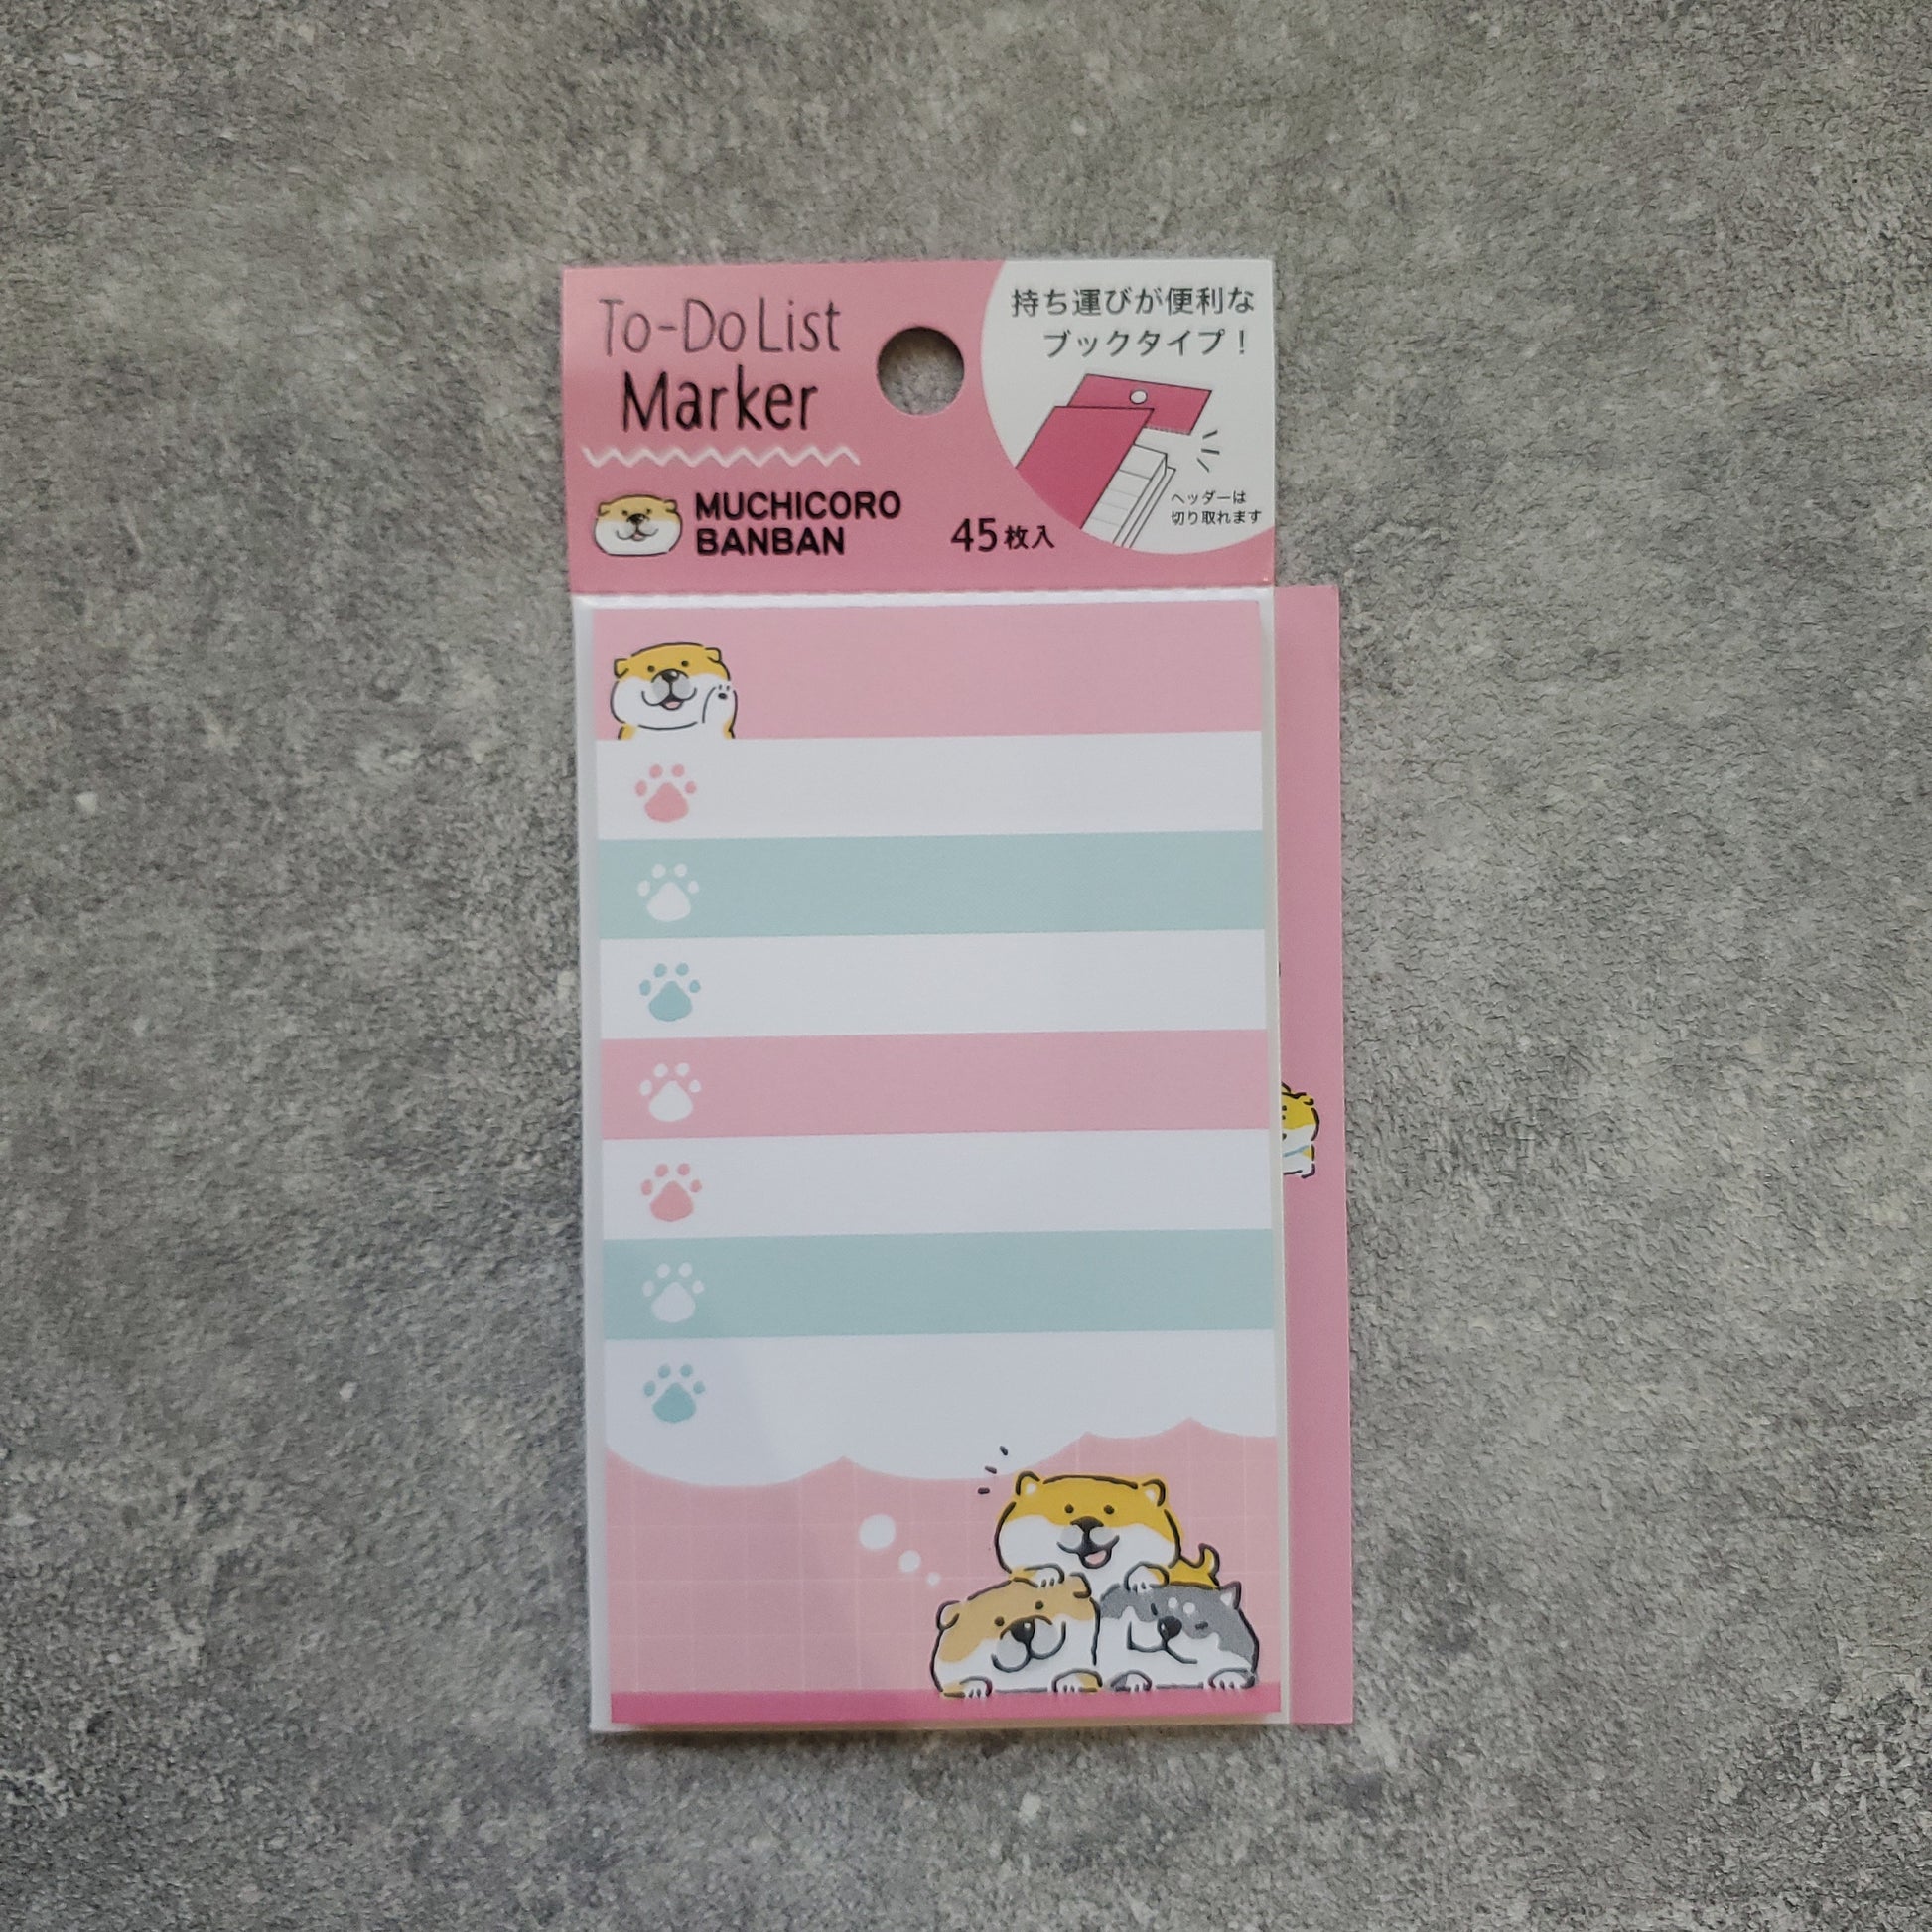 To-Do List
Marker
MUCHICORO
BANBAN
45枚入
持ち運びが便利な
ブックタイプ！
ヘッダーは
切り取れます